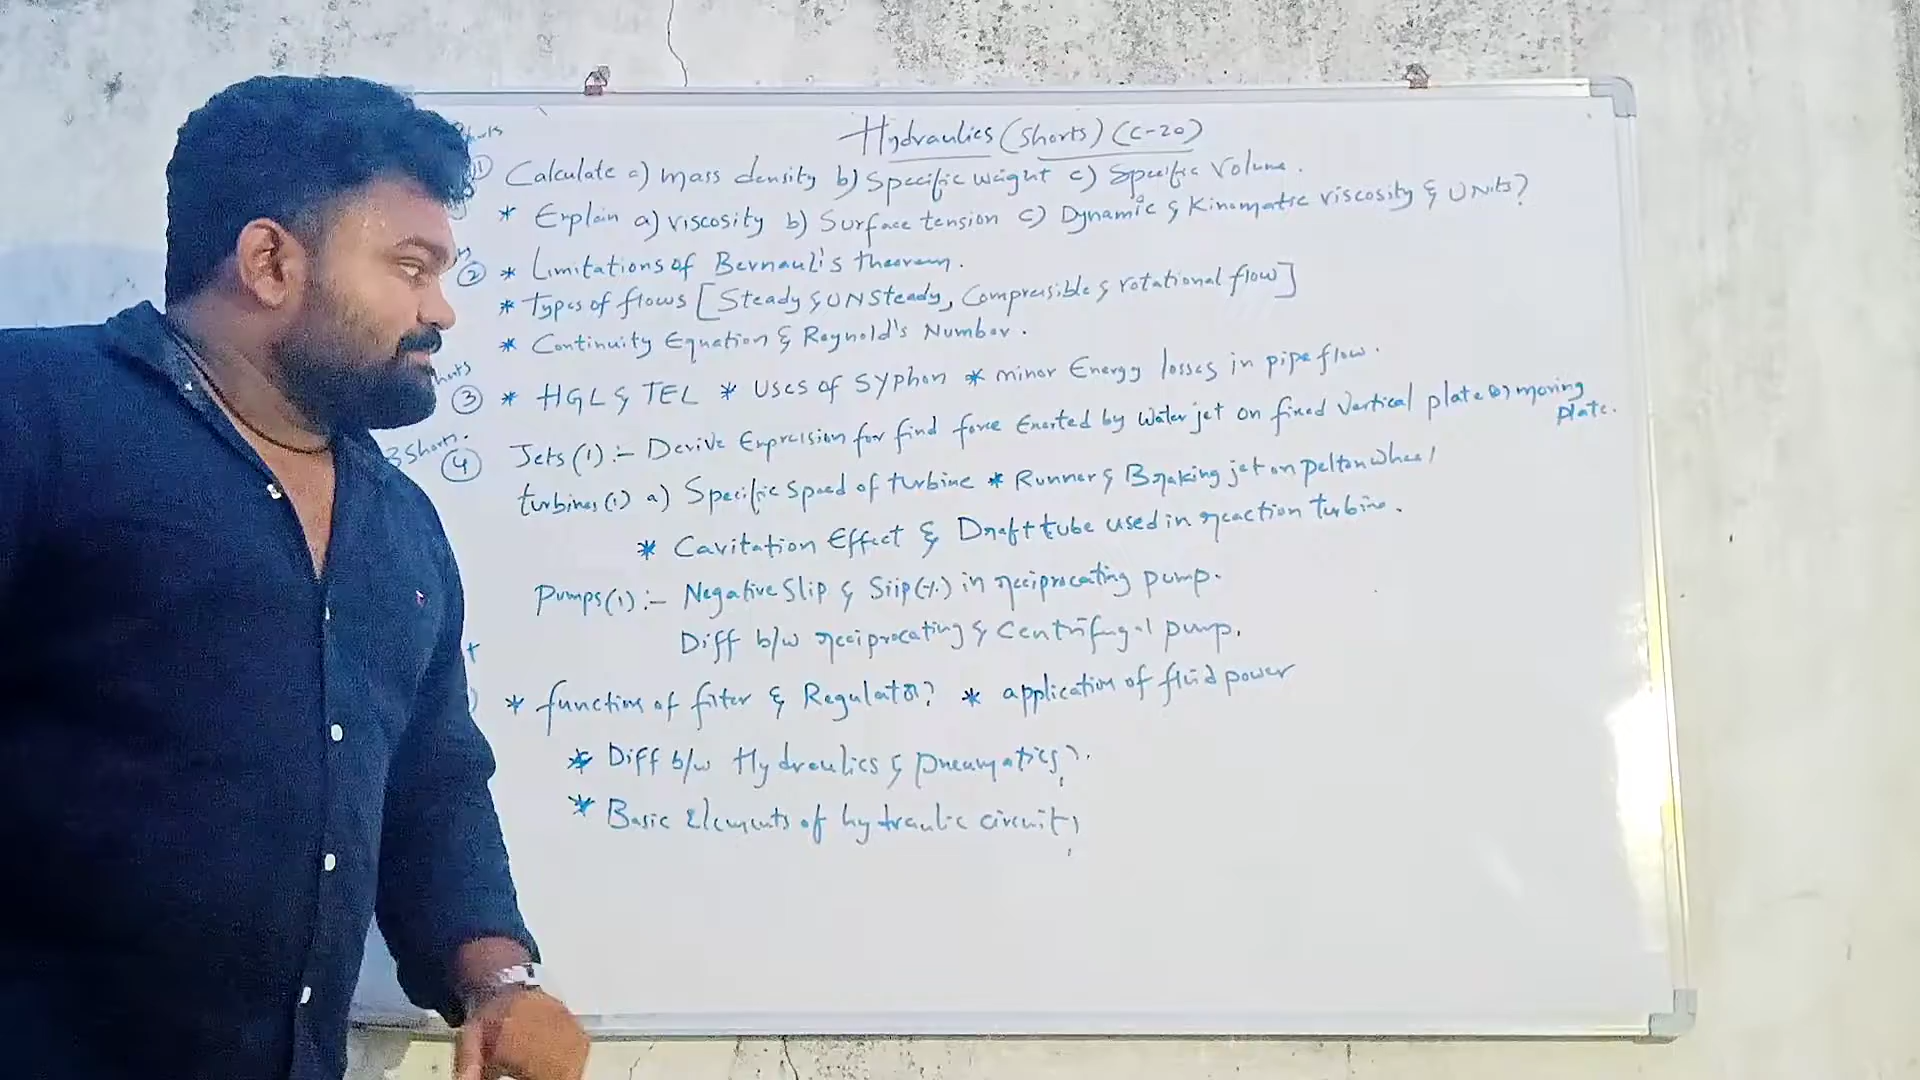 Hydraulics (shorts) (C-20)
1) Calculate a) mass density b) Specific weight c) Specific Volume.
* Explain a) viscosity b) Surface tension c) Dynamic & Kinematic viscosity & UNits?
② * Limitations of Bernauli's theorem.
* Types of flows [Steady & UNSteady, Compressible & rotational flow]
* Continuity Equation & Reynold's Number.
③ * HGL & TEL * Uses of Syphon * minor Energy losses in pipe flow.
3 Shorts.
④ Jets (1) :- Derive Expression for find force Exerted by Water jet on fixed Vertical plate (or) moving plate.
turbines (1) a) Specific speed of turbine * Runner & Braking jet on pelton wheel
* Cavitation Effect & Draft tube used in reaction turbine.
Pumps (1) :- Negative Slip & Slip (%) in reciprocating pump.
Diff b/w reciprocating & Centrifugal pump.
* function of filter & Regulator? * application of fluid power
* Diff b/w Hydraulics & pneumatics?
* Basic Elements of hydraulic circuit